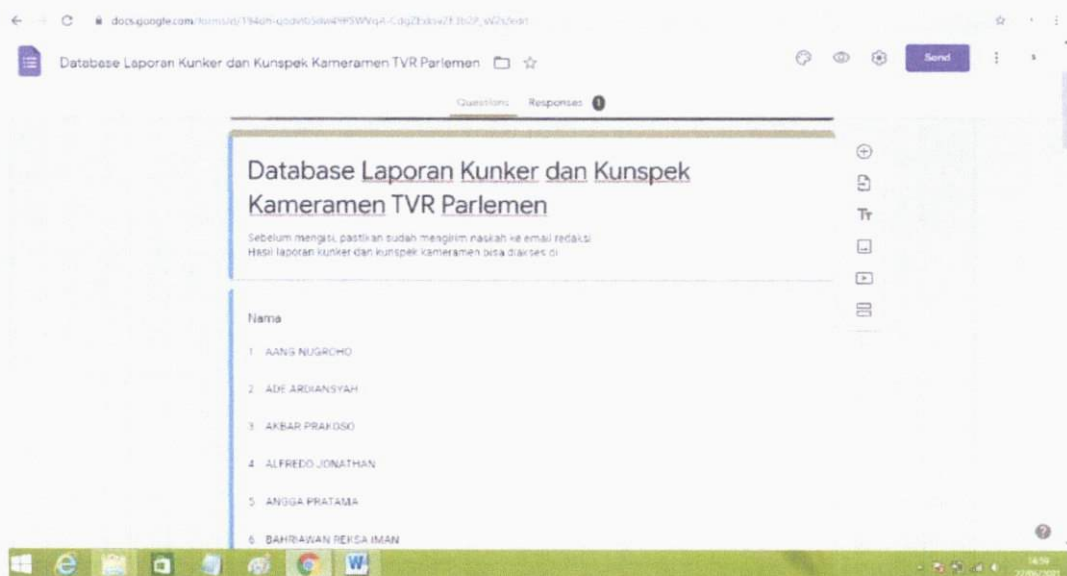 Database Laporan Kunker dan Kunspek Kameramen TVR Parlemen
Send
Questions Responses 1
Database Laporan Kunker dan Kunspek
Kameramen TVR Parlemen
Sebelum mengisi, pastikan sudah mengirim naskah ke email redaksi
Hasil laporan kunker dan kunspek kameramen bisa diakses di
Nama
1 AANG NUGROHO
2 ADE ARDIANSYAH
3 AKBAR PRAKOSO
4 ALFREDO JONATHAN
5 ANGGA PRATAMA
6 BAHRIAWAN REKSA IMAN
14:59